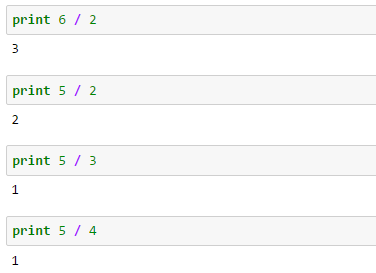 print 6 / 2
3
print 5 / 2
2
print 5 / 3
1
print 5 / 4
1